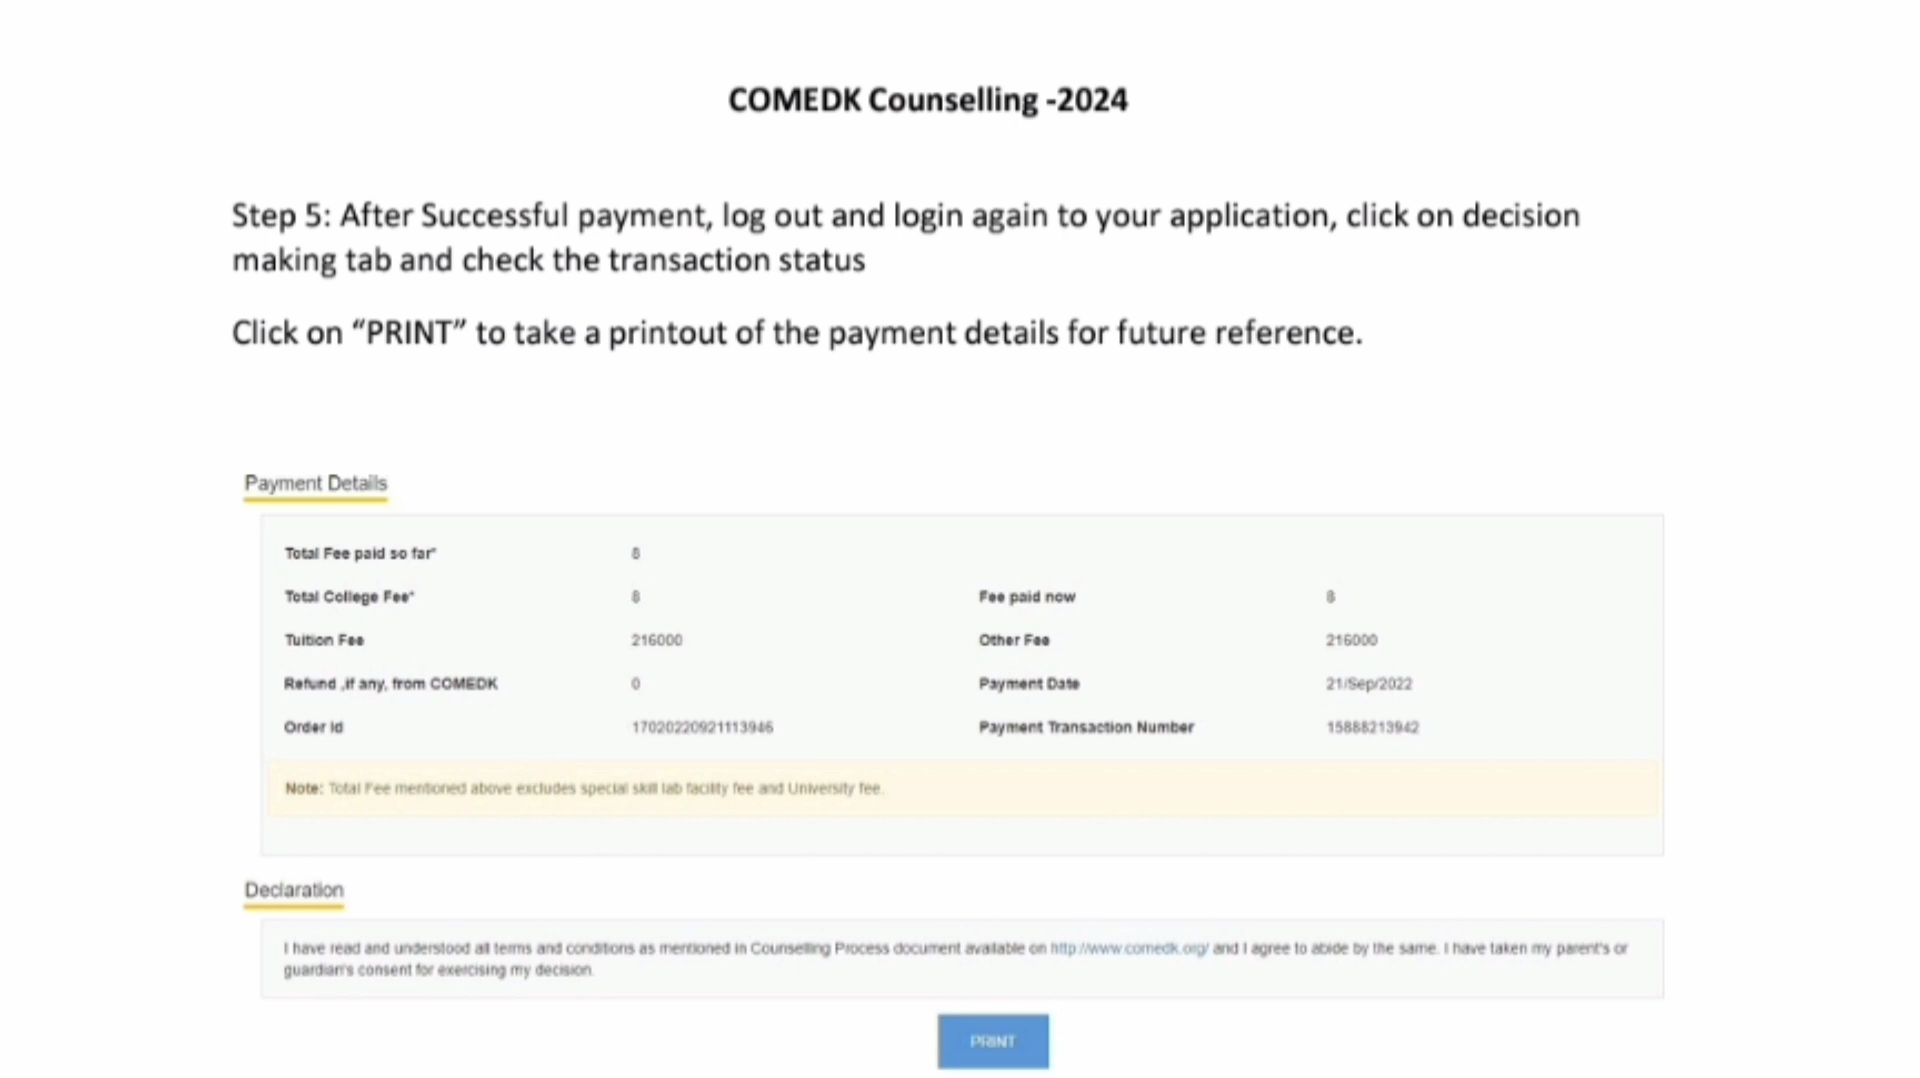 COMEDK Counselling -2024
Step 5: After Successful payment, log out and login again to your application, click on decision
making tab and check the transaction status
Click on “PRINT” to take a printout of the payment details for future reference.
Payment Details
Total Fee paid so far* 8
Total College Fee* 8 Fee paid now 8
Tuition Fee 216000 Other Fee 216000
Refund ,if any, from COMEDK 0 Payment Date 21/Sep/2022
Order Id 17020220921113946 Payment Transaction Number 15888213942
Note: Total Fee mentioned above excludes special skill lab facility fee and University fee.
Declaration
I have read and understood all terms and conditions as mentioned in Counselling Process document available on http://www.comedk.org/ and I agree to abide by the same. I have taken my parent's or
guardian's consent for exercising my decision.
PRINT